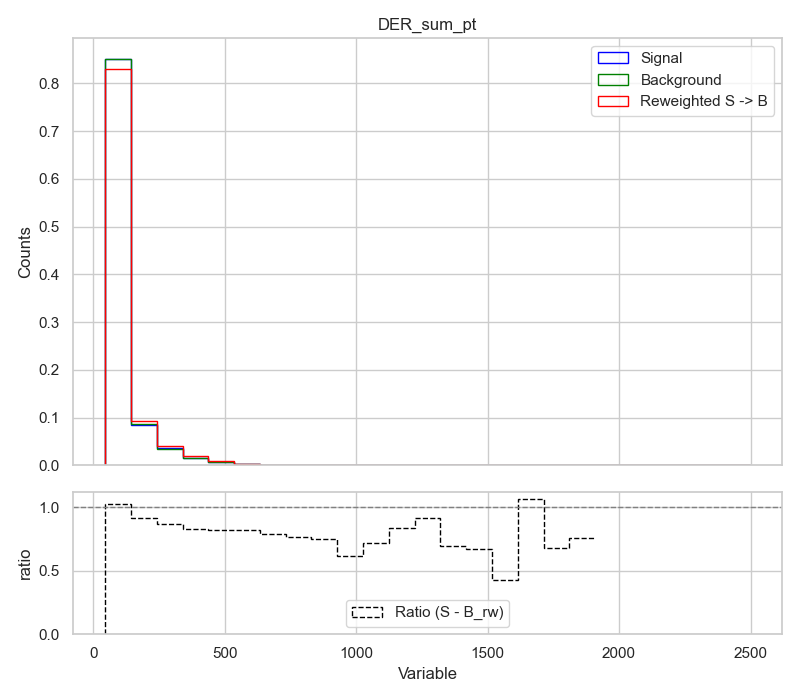 DER_sum_pt
Signal
Background
Reweighted S -> B
0.8
0.7
0.6
0.5
0.4
0.3
0.2
0.1
0.0
Counts
1.0
0.5
0.0
ratio
Ratio (S - B_rw)
0 500 1000 1500 2000 2500
Variable